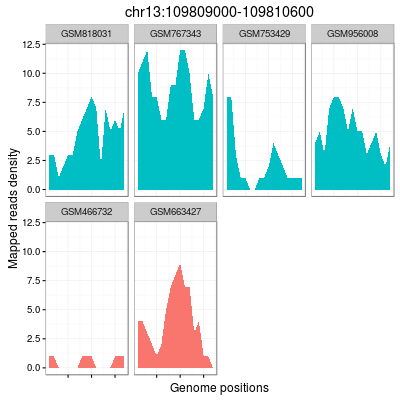 chr13:109809000-109810600
GSM818031 GSM767343 GSM753429 GSM956008
12.5
10.0
7.5
5.0
2.5
0.0
Mapped reads density
GSM466732 GSM663427
12.5
10.0
7.5
5.0
2.5
0.0
Genome positions